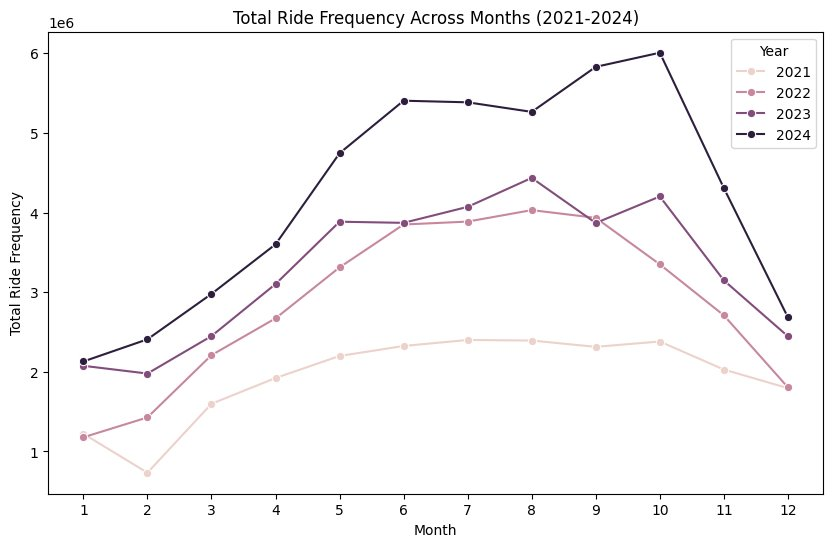 Total Ride Frequency Across Months (2021-2024)
1e6
Year
2021
2022
2023
2024
6
5
4
3
2
1
Total Ride Frequency
1 2 3 4 5 6 7 8 9 10 11 12
Month